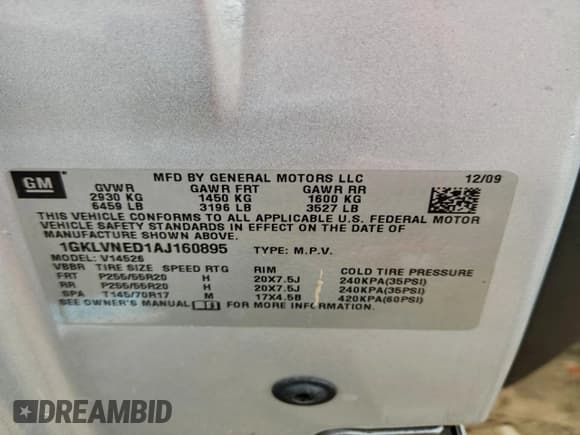 GM
MFD BY GENERAL MOTORS LLC 12/09
GVWR GAWR FRT GAWR RR
2930 KG 1450 KG 1600 KG
6459 LB 3196 LB 3527 LB
THIS VEHICLE CONFORMS TO ALL APPLICABLE U.S. FEDERAL MOTOR
VEHICLE SAFETY STANDARDS IN EFFECT ON THE DATE OF
MANUFACTURE SHOWN ABOVE.
1GKLVNED1AJ160895 TYPE: M.P.V.
MODEL: V14526
VBBR TIRE SIZE SPEED RTG RIM COLD TIRE PRESSURE
FRT P255/55R20 H 20X7.5J 240KPA(35PSI)
RR P255/55R20 H 20X7.5J 240KPA(35PSI)
SPA T145/70R17 M 17X4.5B 420KPA(60PSI)
SEE OWNER'S MANUAL FOR MORE INFORMATION.
DREAMBID